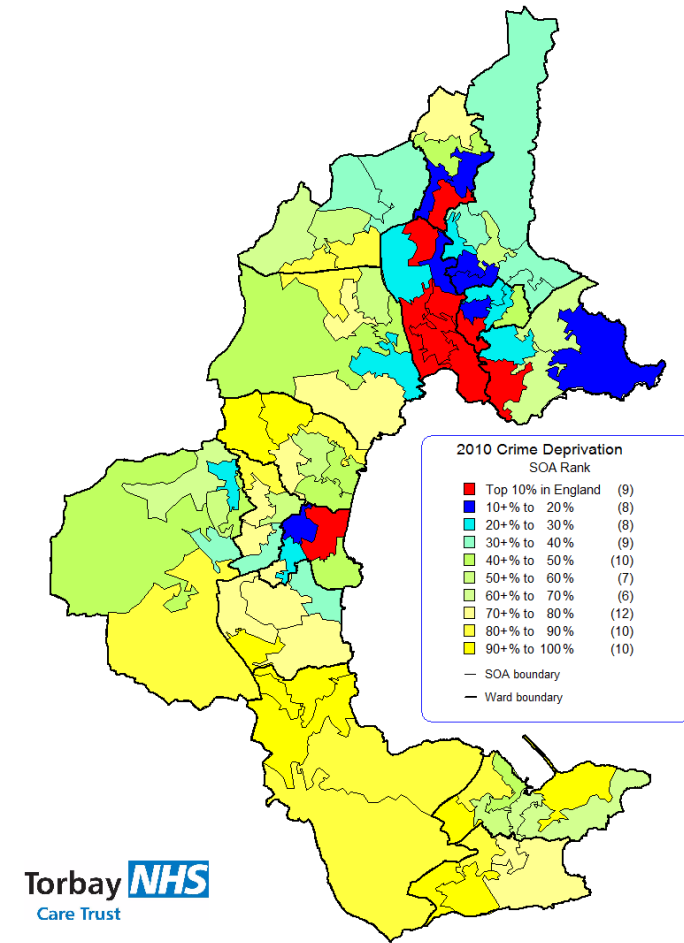 2010 Crime Deprivation
SOA Rank
Top 10% in England (9)
10+% to 20% (8)
20+% to 30% (8)
30+% to 40% (9)
40+% to 50% (10)
50+% to 60% (7)
60+% to 70% (6)
70+% to 80% (12)
80+% to 90% (10)
90+% to 100% (10)
SOA boundary
Ward boundary
Torbay NHS
Care Trust